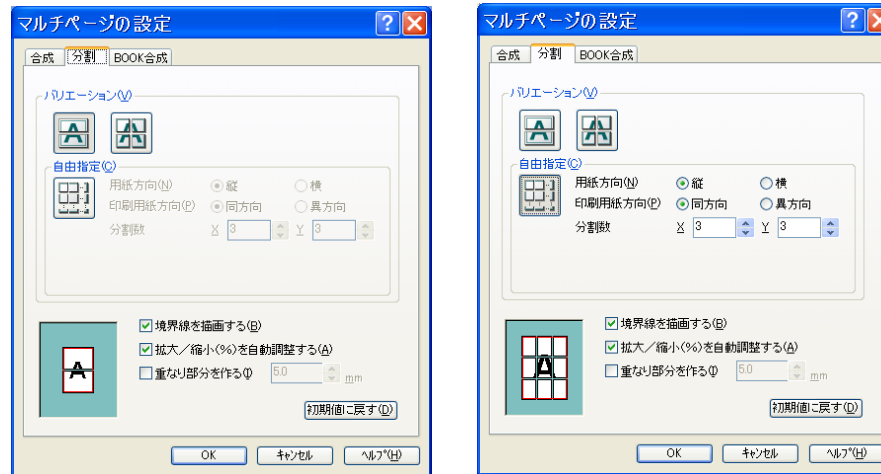 マルチページの設定
合成 分割 BOOK合成
バリエーション(V)
A A
自由指定(C)
用紙方向(N) 縦 横
印刷用紙方向(P) 同方向 異方向
分割数 X 3 Y 3
境界線を描画する(B)
拡大/縮小(%)を自動調整する(A)
重なり部分を作る(I) 5.0 mm
A
初期値に戻す(D)
OK キャンセル ヘルプ(H)
マルチページの設定
合成 分割 BOOK合成
バリエーション(V)
A A
自由指定(C)
用紙方向(N) 縦 横
印刷用紙方向(P) 同方向 異方向
分割数 X 3 Y 3
境界線を描画する(B)
拡大/縮小(%)を自動調整する(A)
重なり部分を作る(I) 5.0 mm
A
初期値に戻す(D)
OK キャンセル ヘルプ(H)